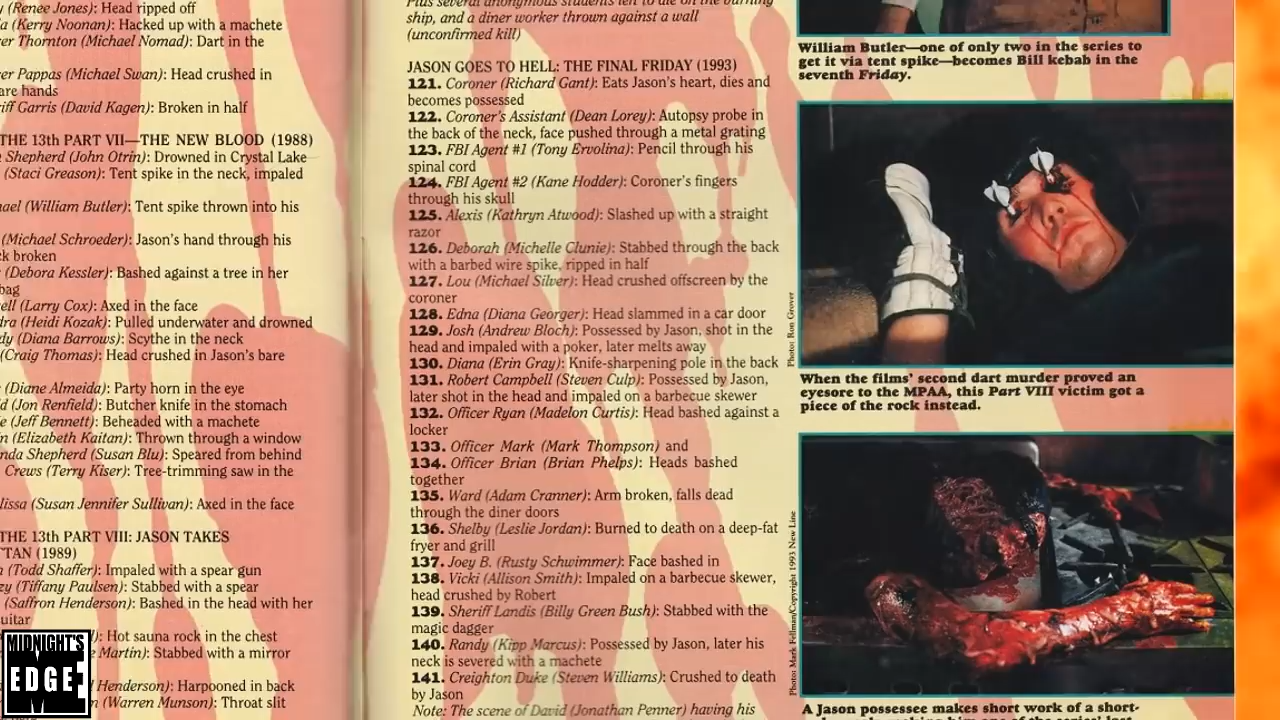 (Renee Jones): Head ripped off
(Kerry Noonan): Hacked up with a machete
Thornton (Michael Nomad): Dart in the
Pappas (Michael Swan): Head crushed in
hands
Garris (David Kagen): Broken in half
THE 13th PART VII—THE NEW BLOOD (1988)
Shepherd (John Otrin): Drowned in Crystal Lake
(Staci Greason): Tent spike in the neck, impaled
(William Butler): Tent spike thrown into his
(Michael Schroeder): Jason's hand through his
broken
(Debora Kessler): Bashed against a tree in her
bag
(Larry Cox): Axed in the face
(Heidi Kozak): Pulled underwater and drowned
(Diana Barrows): Scythe in the neck
(Craig Thomas): Head crushed in Jason's bare
(Diane Almeida): Party horn in the eye
(Jon Renfield): Butcher knife in the stomach
(Jeff Bennett): Beheaded with a machete
(Elizabeth Kaitan): Thrown through a window
Shepherd (Susan Blu): Speared from behind
Crews (Terry Kiser): Tree-trimming saw in the
(Susan Jennifer Sullivan): Axed in the face
THE 13th PART VIII: JASON TAKES
TTAN (1989)
(Todd Shaffer): Impaled with a spear gun
(Tiffany Paulsen): Stabbed with a spear
(Saffron Henderson): Bashed in the head with her
uitar
: Hot sauna rock in the chest
Martin): Stabbed with a mirror
Henderson): Harpooned in back
(Warren Munson): Throat slit
MIDNIGHT'S
EDGE
Plus several anonymous students left to die on the burning
ship, and a diner worker thrown against a wall
(unconfirmed kill)
JASON GOES TO HELL: THE FINAL FRIDAY (1993)
121. Coroner (Richard Gant): Eats Jason's heart, dies and
becomes possessed
122. Coroner's Assistant (Dean Lorey): Autopsy probe in
the back of the neck, face pushed through a metal grating
123. FBI Agent #1 (Tony Ervolina): Pencil through his
spinal cord
124. FBI Agent #2 (Kane Hodder): Coroner's fingers
through his skull
125. Alexis (Kathryn Atwood): Slashed up with a straight
razor
126. Deborah (Michelle Clunie): Stabbed through the back
with a barbed wire spike, ripped in half
127. Lou (Michael Silver): Head crushed offscreen by the
coroner
128. Edna (Diana Georger): Head slammed in a car door
129. Josh (Andrew Bloch): Possessed by Jason, shot in the
head and impaled with a poker, later melts away
130. Diana (Erin Gray): Knife-sharpening pole in the back
131. Robert Campbell (Steven Culp): Possessed by Jason,
later shot in the head and impaled on a barbecue skewer
132. Officer Ryan (Madelon Curtis): Head bashed against a
locker
133. Officer Mark (Mark Thompson) and
134. Officer Brian (Brian Phelps): Heads bashed
together
135. Ward (Adam Cranner): Arm broken, falls dead
through the diner doors
136. Shelby (Leslie Jordan): Burned to death on a deep-fat
fryer and grill
137. Joey B. (Rusty Schwimmer): Face bashed in
138. Vicki (Allison Smith): Impaled on a barbecue skewer,
head crushed by Robert
139. Sheriff Landis (Billy Green Bush): Stabbed with the
magic dagger
140. Randy (Kipp Marcus): Possessed by Jason, later his
neck is severed with a machete
141. Creighton Duke (Steven Williams): Crushed to death
by Jason
Note: The scene of David (Jonathan Penner) having his
William Butler—one of only two in the series to
get it via tent spike—becomes Bill kebab in the
seventh Friday.
Photo: Ron Grover
When the films' second dart murder proved an
eyesore to the MPAA, this Part VIII victim got a
piece of the rock instead.
Photo: Mark Fellman/Copyright 1993 New Line
A Jason possessee makes short work of a short-